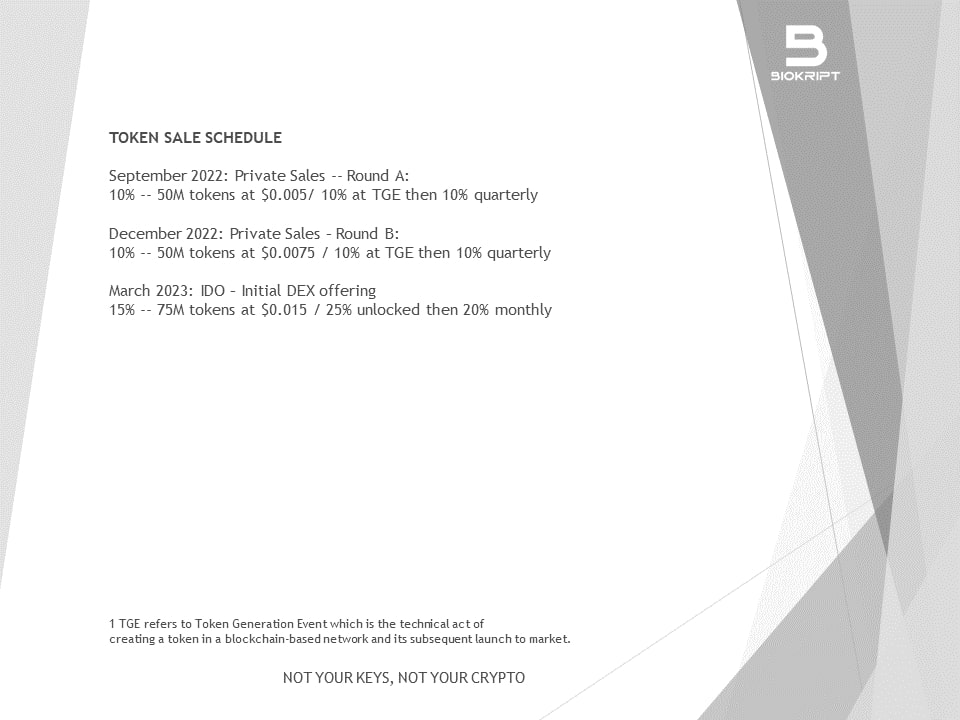 BIOKRIPT
TOKEN SALE SCHEDULE
September 2022: Private Sales -- Round A:
10% -- 50M tokens at $0.005/ 10% at TGE then 10% quarterly
December 2022: Private Sales – Round B:
10% -- 50M tokens at $0.0075 / 10% at TGE then 10% quarterly
March 2023: IDO – Initial DEX offering
15% -- 75M tokens at $0.015 / 25% unlocked then 20% monthly
1 TGE refers to Token Generation Event which is the technical act of
creating a token in a blockchain-based network and its subsequent launch to market.
NOT YOUR KEYS, NOT YOUR CRYPTO